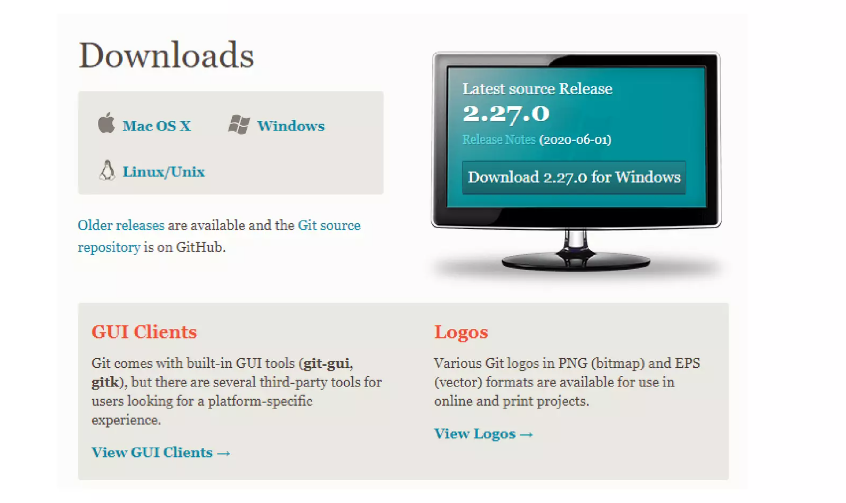 Downloads
Mac OS X
Windows
Linux/Unix
Older releases are available and the Git source
repository is on GitHub.
Latest source Release
2.27.0
Release Notes (2020-06-01)
Download 2.27.0 for Windows
GUI Clients
Git comes with built-in GUI tools (git-gui,
gitk), but there are several third-party tools for
users looking for a platform-specific
experience.
View GUI Clients →
Logos
Various Git logos in PNG (bitmap) and EPS
(vector) formats are available for use in
online and print projects.
View Logos →